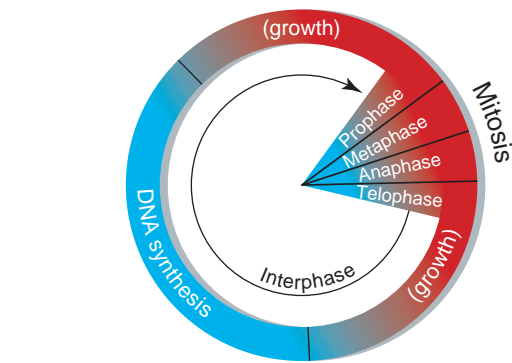 (growth)
Prophase
Metaphase
Anaphase
Telophase
Mitosis
DNA synthesis
Interphase
(growth)